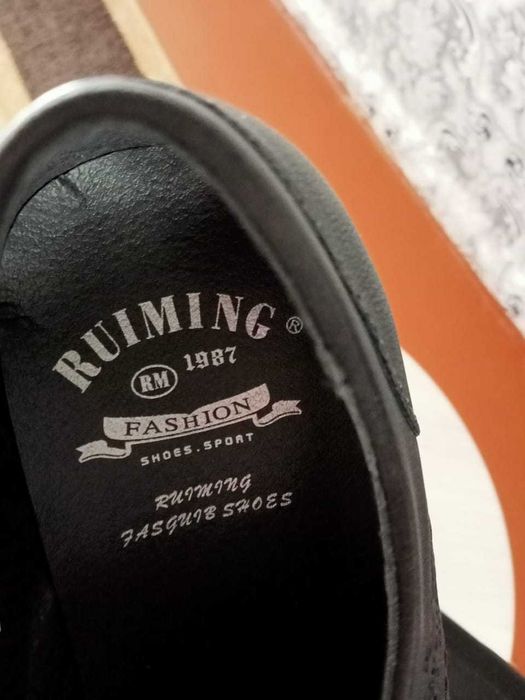 RUIMING ®
RM 1987
FASHION
SHOES.SPORT
RUIMING
FASGUIB SHOES